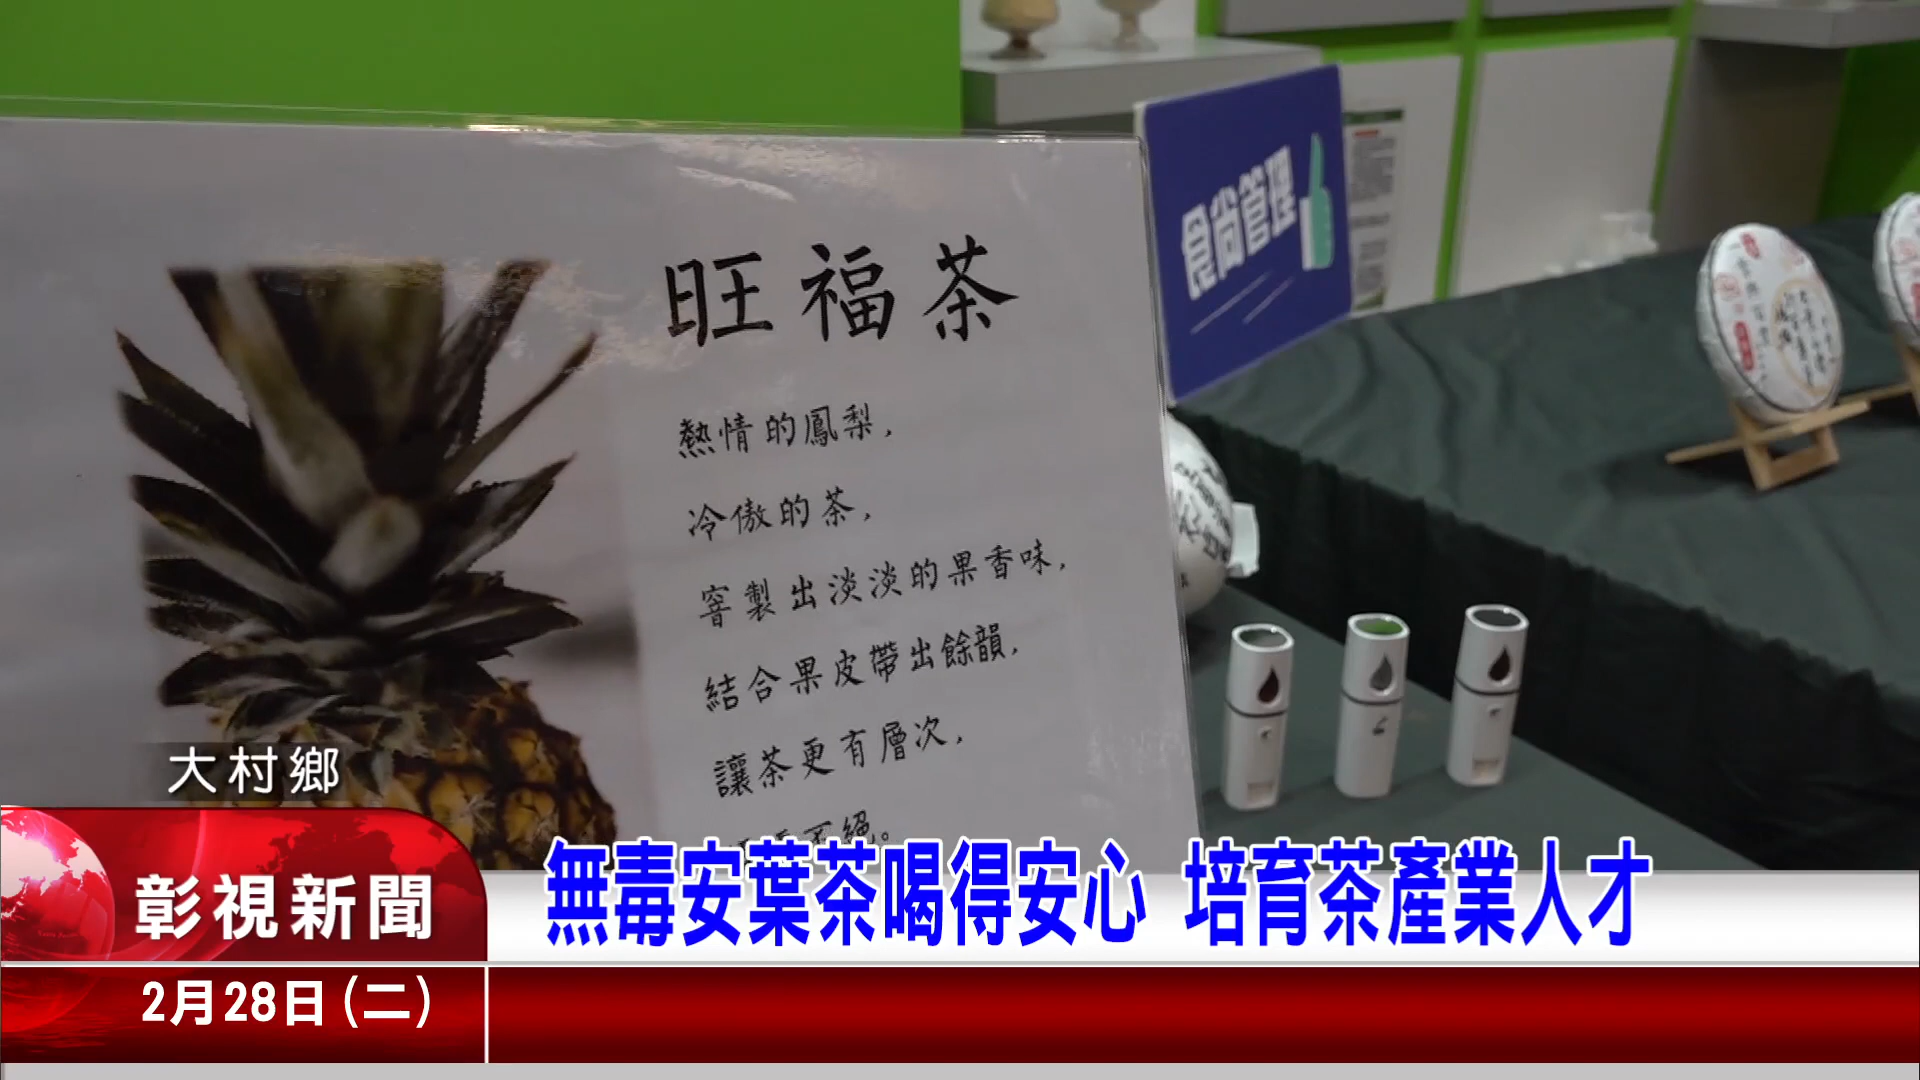 旺福茶
熱情的鳳梨,
冷傲的茶,
窨製出淡淡的果香味,
結合果皮帶出餘韻,
讓茶更有層次,
食尚管理
大村鄉
彰視新聞
無毒安葉茶喝得安心 培育茶產業人才
2月28日(二)